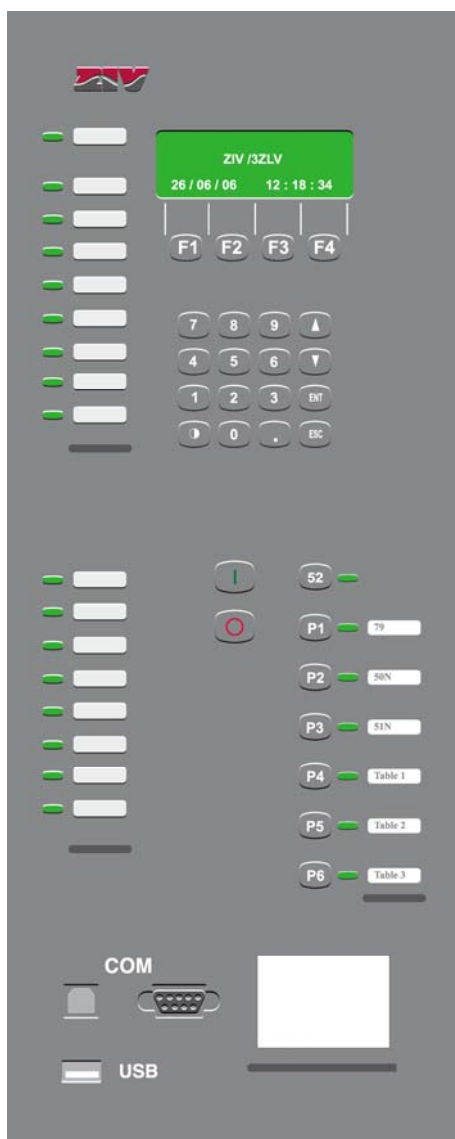 ZIV
ZIV /3ZLV
26 / 06 / 06 12 : 18 : 34
F1 F2 F3 F4
7 8 9
4 5 6
1 2 3 ENT
0 . ESC
I
O
52
P1 79
P2 50N
P3 51N
P4 Table 1
P5 Table 2
P6 Table 3
COM
USB